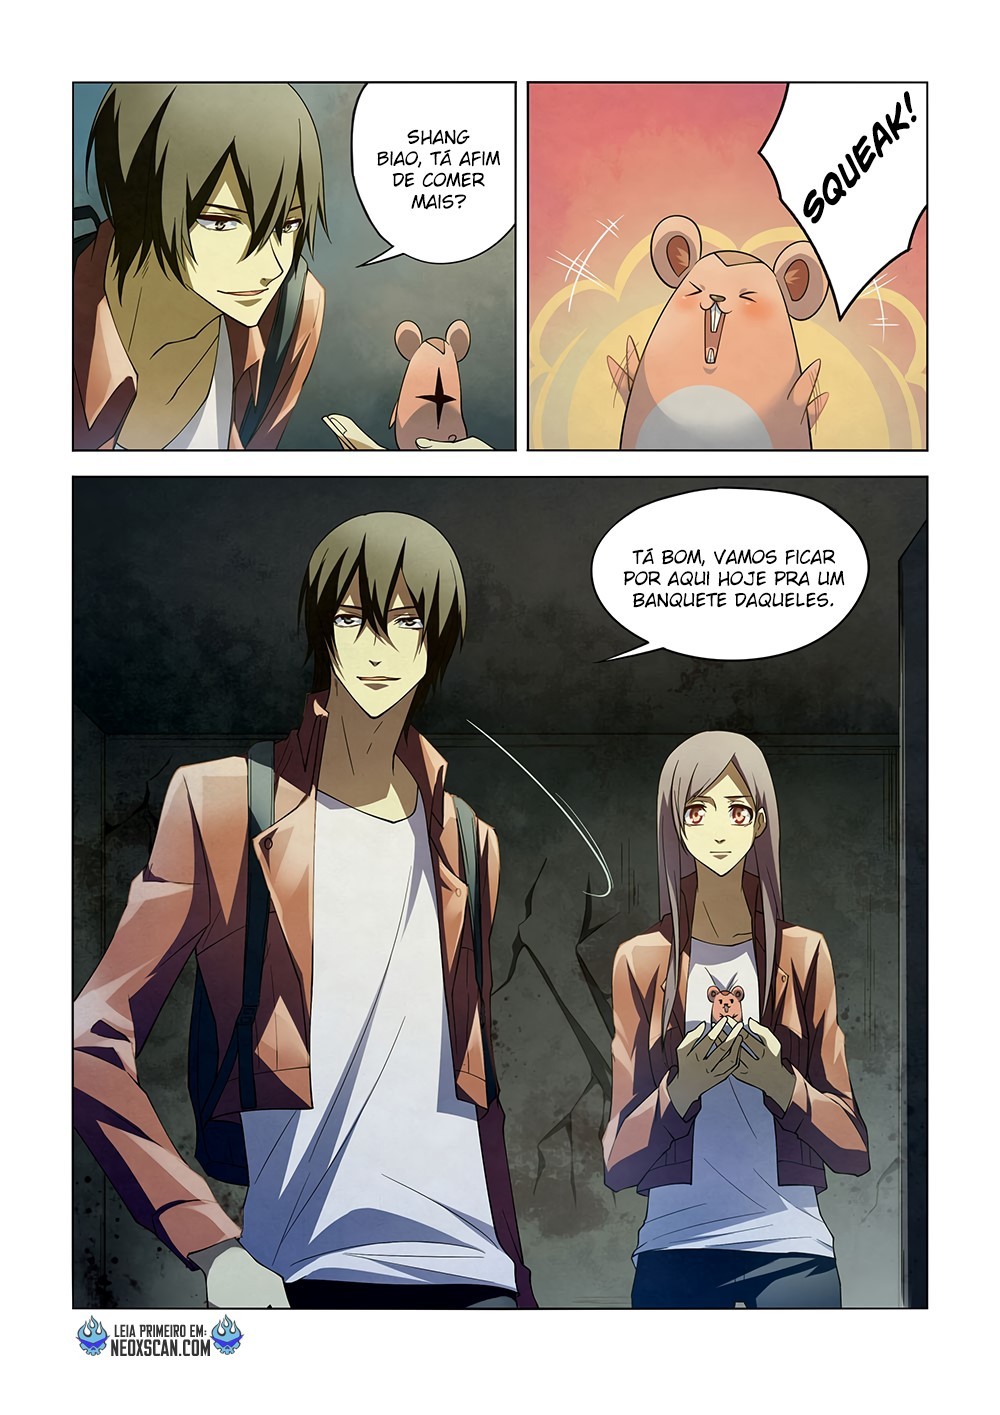 SHANG
BIAO, TÁ AFIM
DE COMER
MAIS?
SQUEAK!
TÁ BOM, VAMOS FICAR
POR AQUI HOJE PRA UM
BANQUETE DAQUELES.
LEIA PRIMEIRO EM:
NEOXSCAN.COM